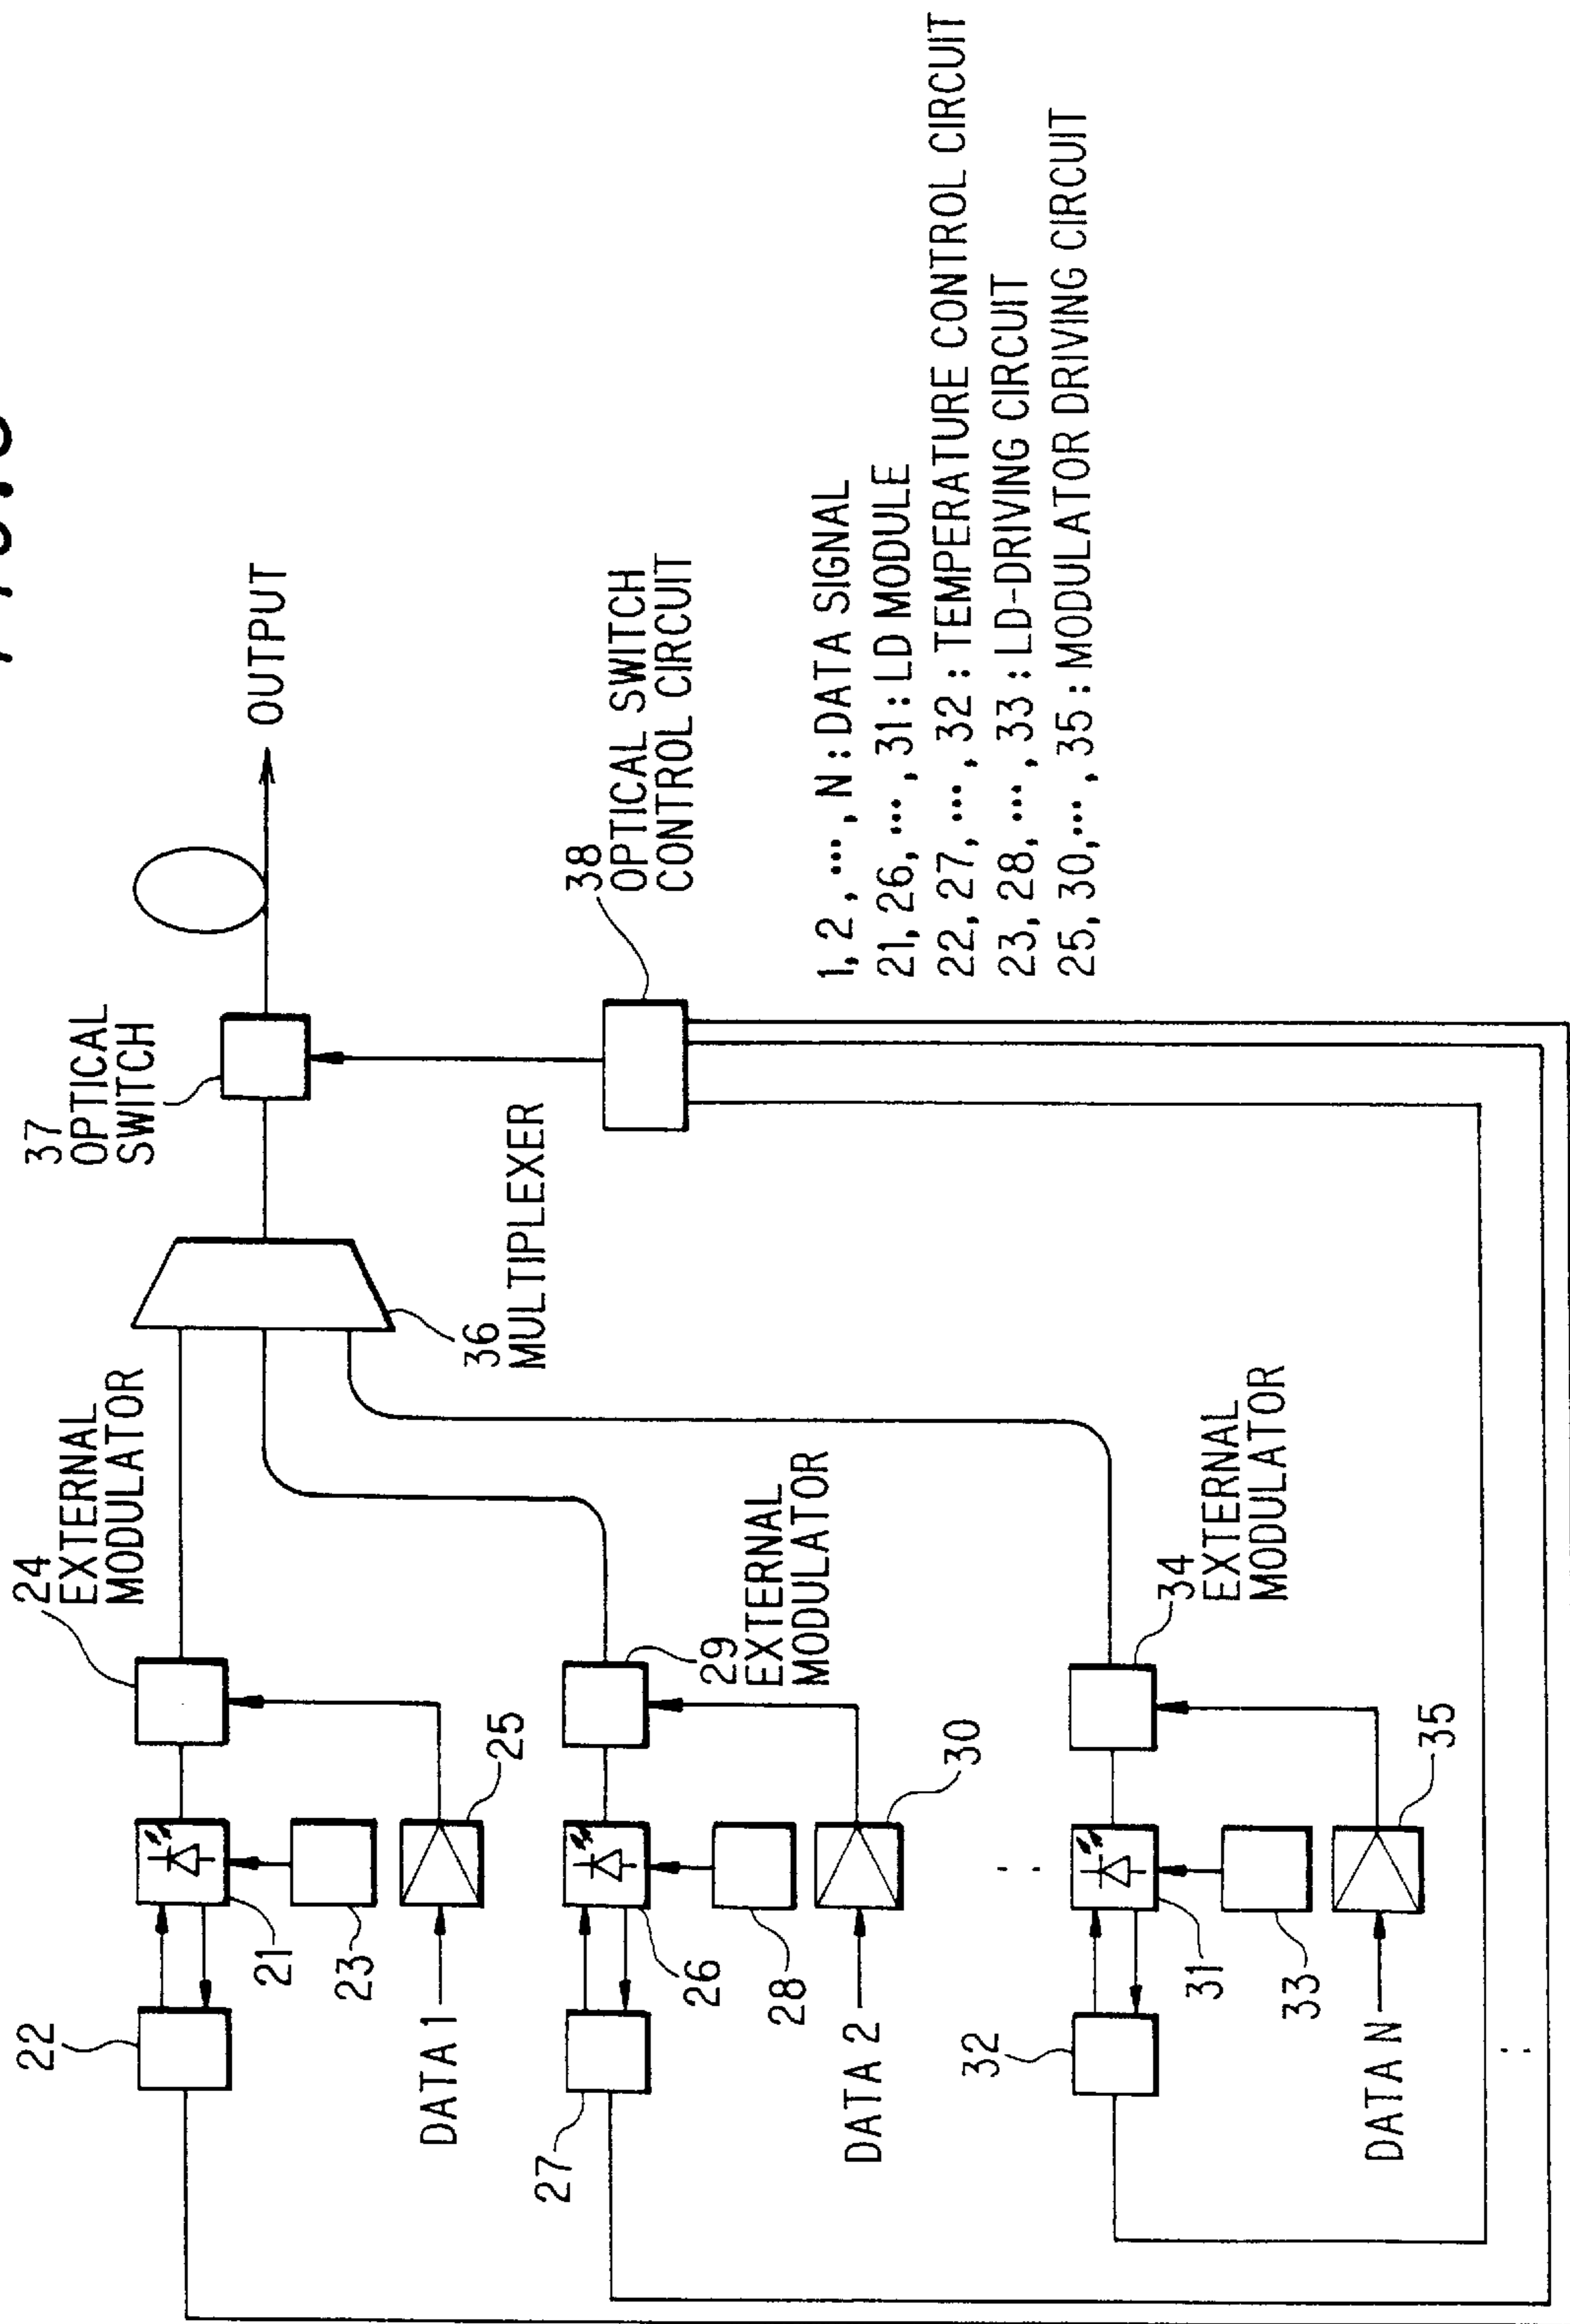 37
OPTICAL
SWITCH
OUTPUT
24
EXTERNAL
MODULATOR
36
MULTIPLEXER
38
OPTICAL SWITCH
CONTROL CIRCUIT
22
21
23
25
DATA 1
29
EXTERNAL
MODULATOR
27
26
28
30
DATA 2
34
EXTERNAL
MODULATOR
32
31
33
35
DATA N
1, 2, ..., N : DATA SIGNAL
21, 26, ..., 31 : LD MODULE
22, 27, ..., 32 : TEMPERATURE CONTROL CIRCUIT
23, 28, ..., 33 : LD-DRIVING CIRCUIT
25, 30, ..., 35 : MODULATOR DRIVING CIRCUIT